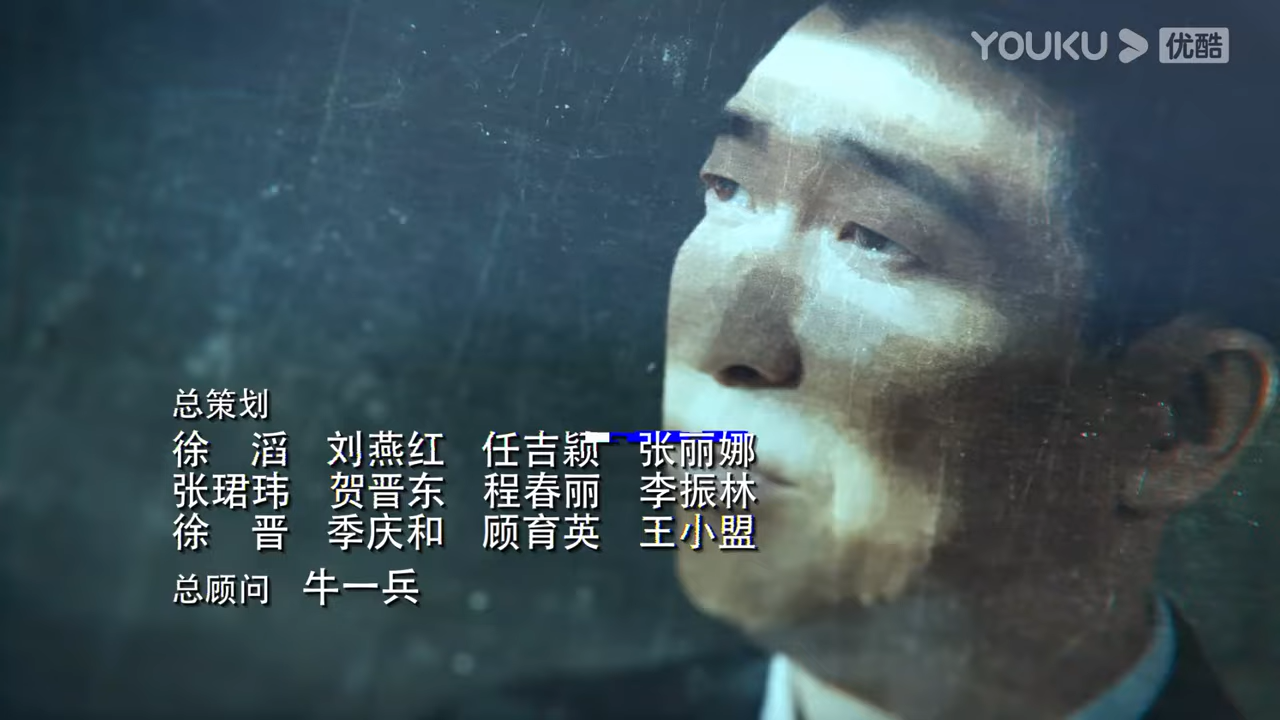 YOUKU 优酷
总策划
徐 滔 刘燕红 任吉颖 张丽娜
张珺玮 贺晋东 程春丽 李振林
徐 晋 季庆和 顾育英 王小盟
总顾问 牛一兵